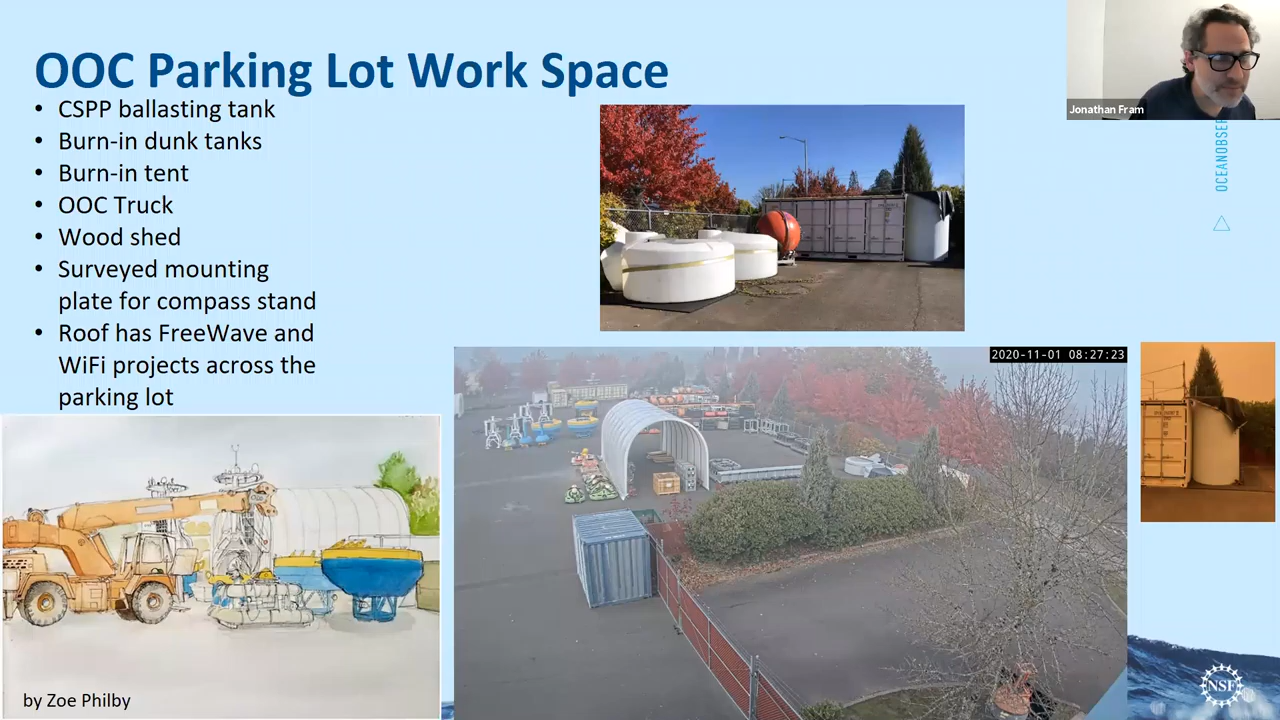 OOC Parking Lot Work Space
• CSPP ballasting tank
• Burn-in dunk tanks
• Burn-in tent
• OOC Truck
• Wood shed
• Surveyed mounting
plate for compass stand
• Roof has FreeWave and
WiFi projects across the
parking lot
Jonathan Fram
2020-11-01 08:27:23
by Zoe Philby
NSF